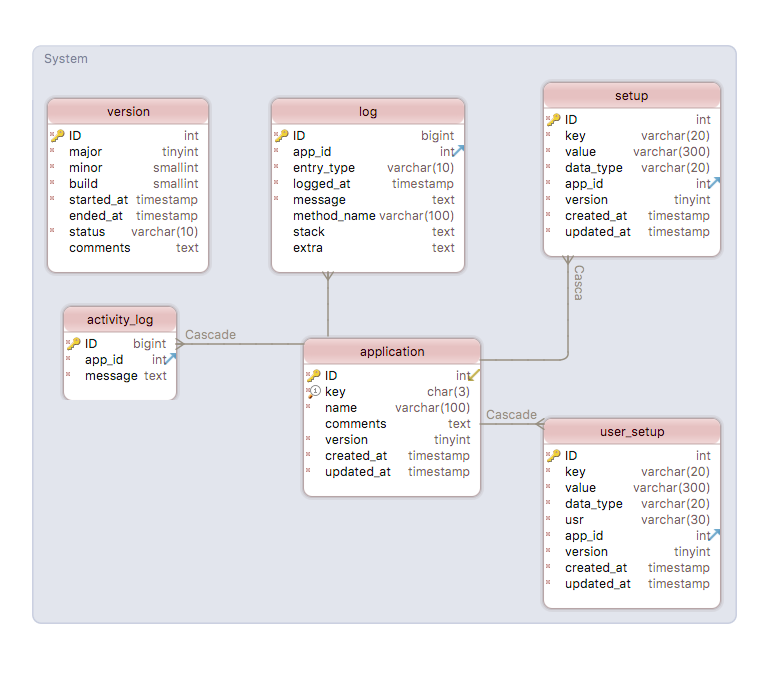 System
version
ID int
major tinyint
minor smallint
build smallint
started_at timestamp
ended_at timestamp
status varchar(10)
comments text
log
ID bigint
app_id int
entry_type varchar(10)
logged_at timestamp
message text
method_name varchar(100)
stack text
extra text
setup
ID int
key varchar(20)
value varchar(300)
data_type varchar(20)
app_id int
version tinyint
created_at timestamp
updated_at timestamp
Casca
activity_log
ID bigint
app_id int
message text
Cascade
application
ID int
1
key char(3)
name varchar(100)
comments text
version tinyint
created_at timestamp
updated_at timestamp
Cascade
user_setup
ID int
key varchar(20)
value varchar(300)
data_type varchar(20)
usr varchar(30)
app_id int
version tinyint
created_at timestamp
updated_at timestamp